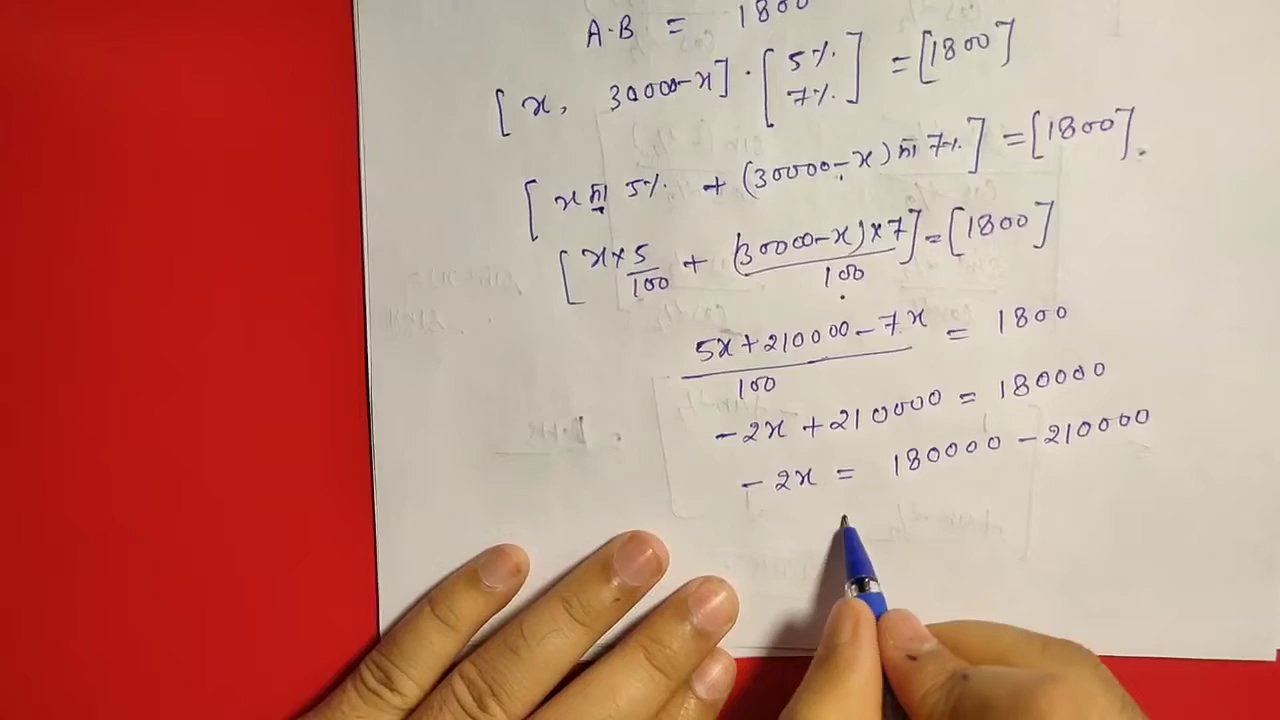 A·B = 1800
[x, 30000-x] · [5% 7%] = [1800]
[x का 5% + (30000-x) का 7%] = [1800].
[x×5/100 + (30000-x)×7/100] = [1800]
5x+210000-7x/100 = 1800
-2x+210000 = 180000
-2x = 180000-210000